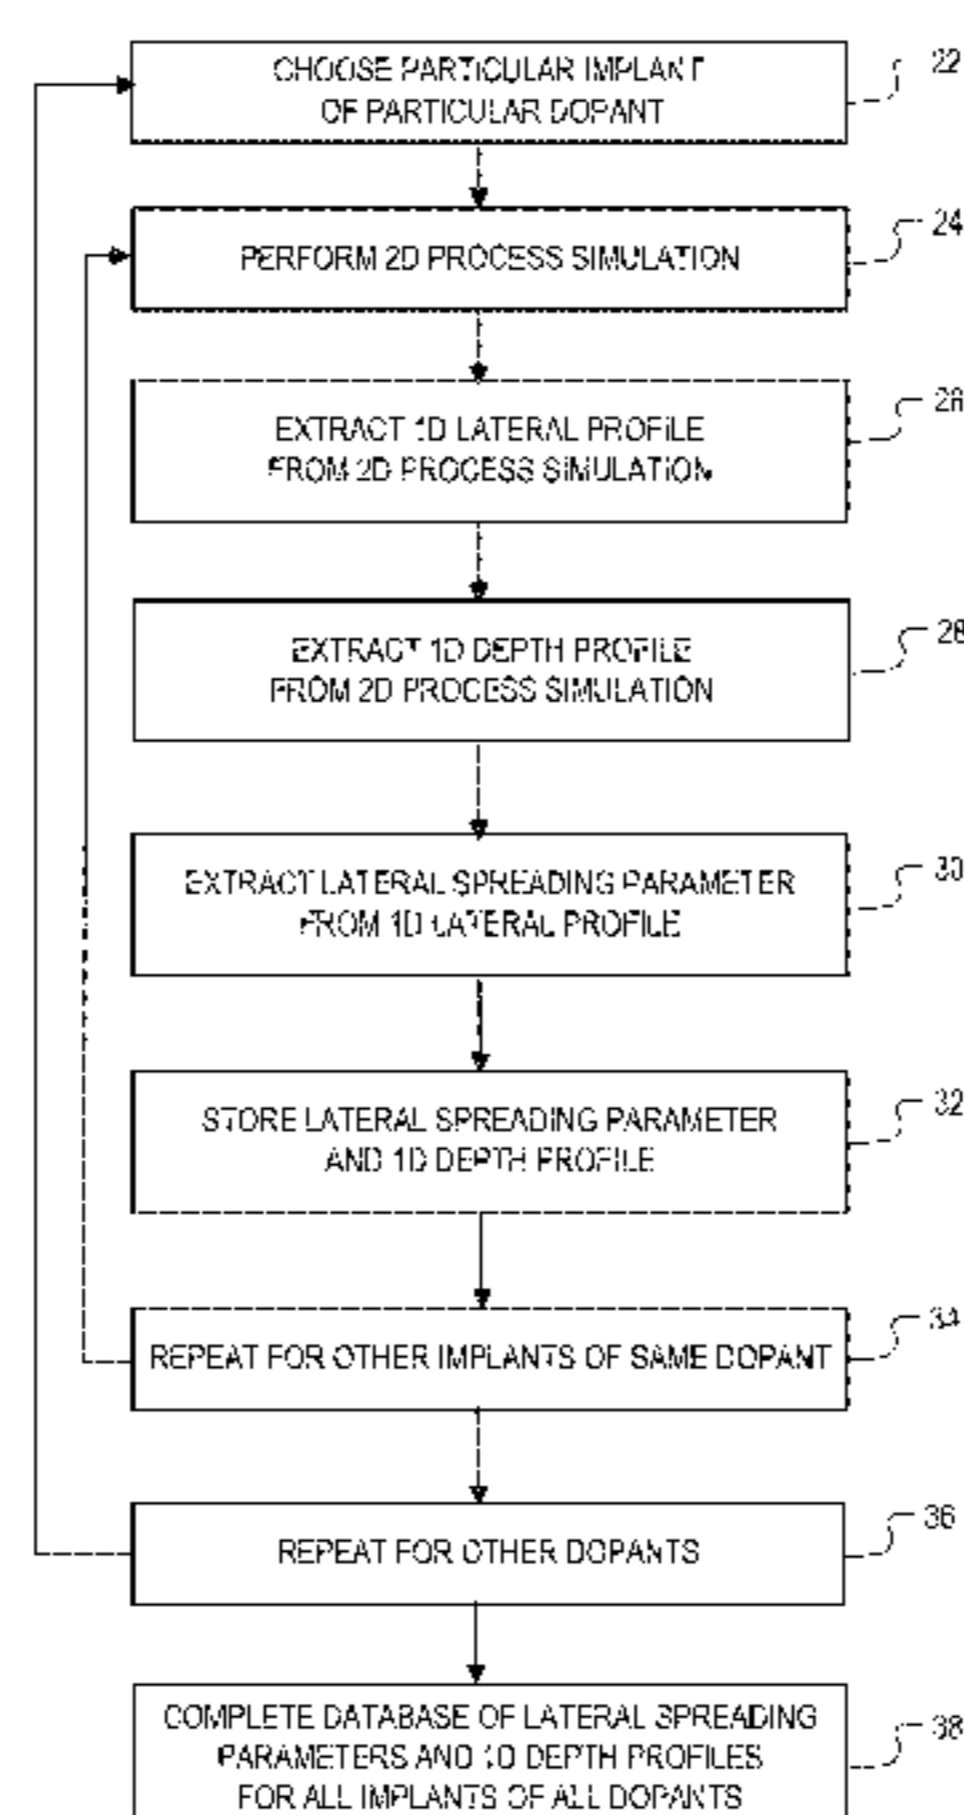 CHOOSE PARTICULAR IMPLANT
OF PARTICULAR DOPANT
22
PERFORM 2D PROCESS SIMULATION
24
EXTRACT 1D LATERAL PROFILE
FROM 2D PROCESS SIMULATION
26
EXTRACT 1D DEPTH PROFILE
FROM 2D PROCESS SIMULATION
28
EXTRACT LATERAL SPREADING PARAMETER
FROM 1D LATERAL PROFILE
30
STORE LATERAL SPREADING PARAMETER
AND 1D DEPTH PROFILE
32
REPEAT FOR OTHER IMPLANTS OF SAME DOPANT
34
REPEAT FOR OTHER DOPANTS
36
COMPLETE DATABASE OF LATERAL SPREADING
PARAMETERS AND 1D DEPTH PROFILES
FOR ALL IMPLANTS OF ALL DOPANTS
38